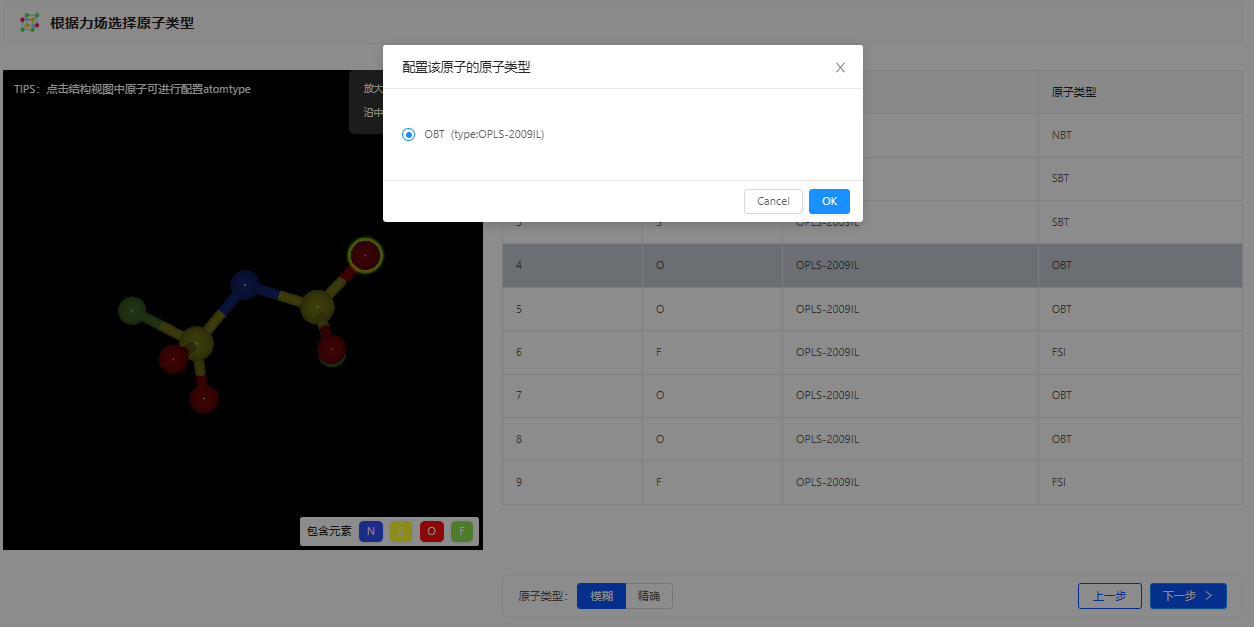 根据力场选择原子类型
TIPS：点击结构视图中原子可进行配置atomtype
放大
沿中
配置该原子的原子类型
OBT (type:OPLS-2009IL)
Cancel
OK
原子类型
NBT
SBT
3 S OPLS-2009IL SBT
4 O OPLS-2009IL OBT
5 O OPLS-2009IL OBT
6 F OPLS-2009IL FSI
7 O OPLS-2009IL OBT
8 O OPLS-2009IL OBT
9 F OPLS-2009IL FSI
包含元素 N S O F
原子类型： 模糊 精确
上一步
下一步